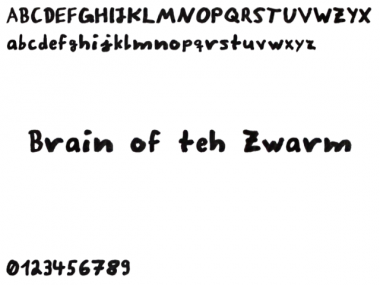 ABCDEFGHIJKLMNOPQRSTUVWZYX
abcdefghijklmnopqrstuvwxyz
Brain of teh Zwarm
0123456789